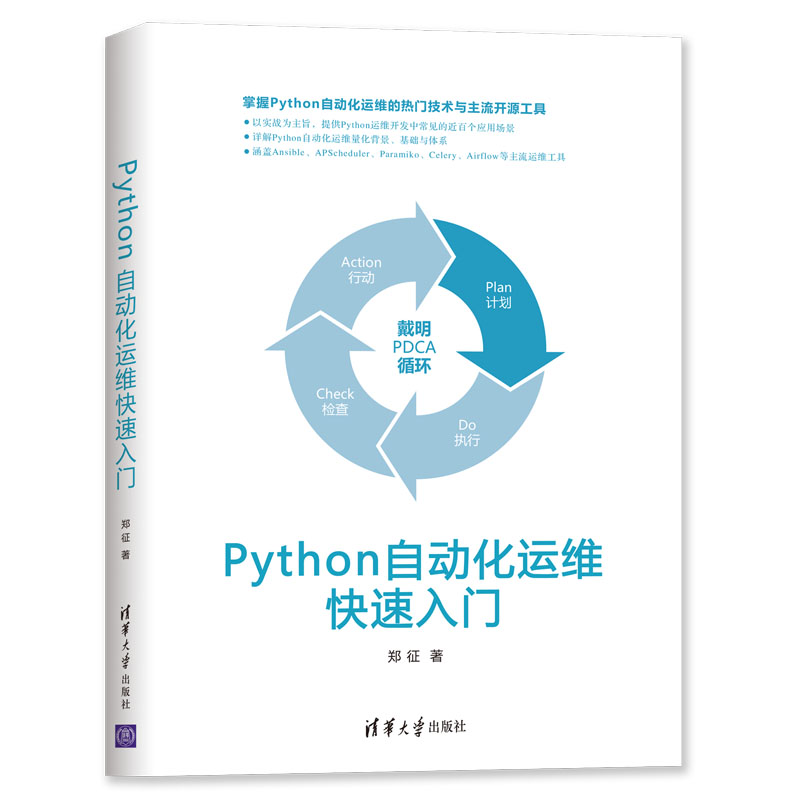 掌握Python自动化运维的热门技术与主流开源工具
● 以实战为主旨，提供Python运维开发中常见的近百个应用场景
● 详解Python自动化运维量化背景、基础与体系
● 涵盖Ansible、APScheduler、Paramiko、Celery、Airflow等主流运维工具
Action
行动
Plan
计划
戴明
PDCA
循环
Check
检查
Do
执行
Python自动化运维
快速入门
郑征 著
清华大学出版社
Python 自动化运维快速入门
郑征 著
清华大学出版社